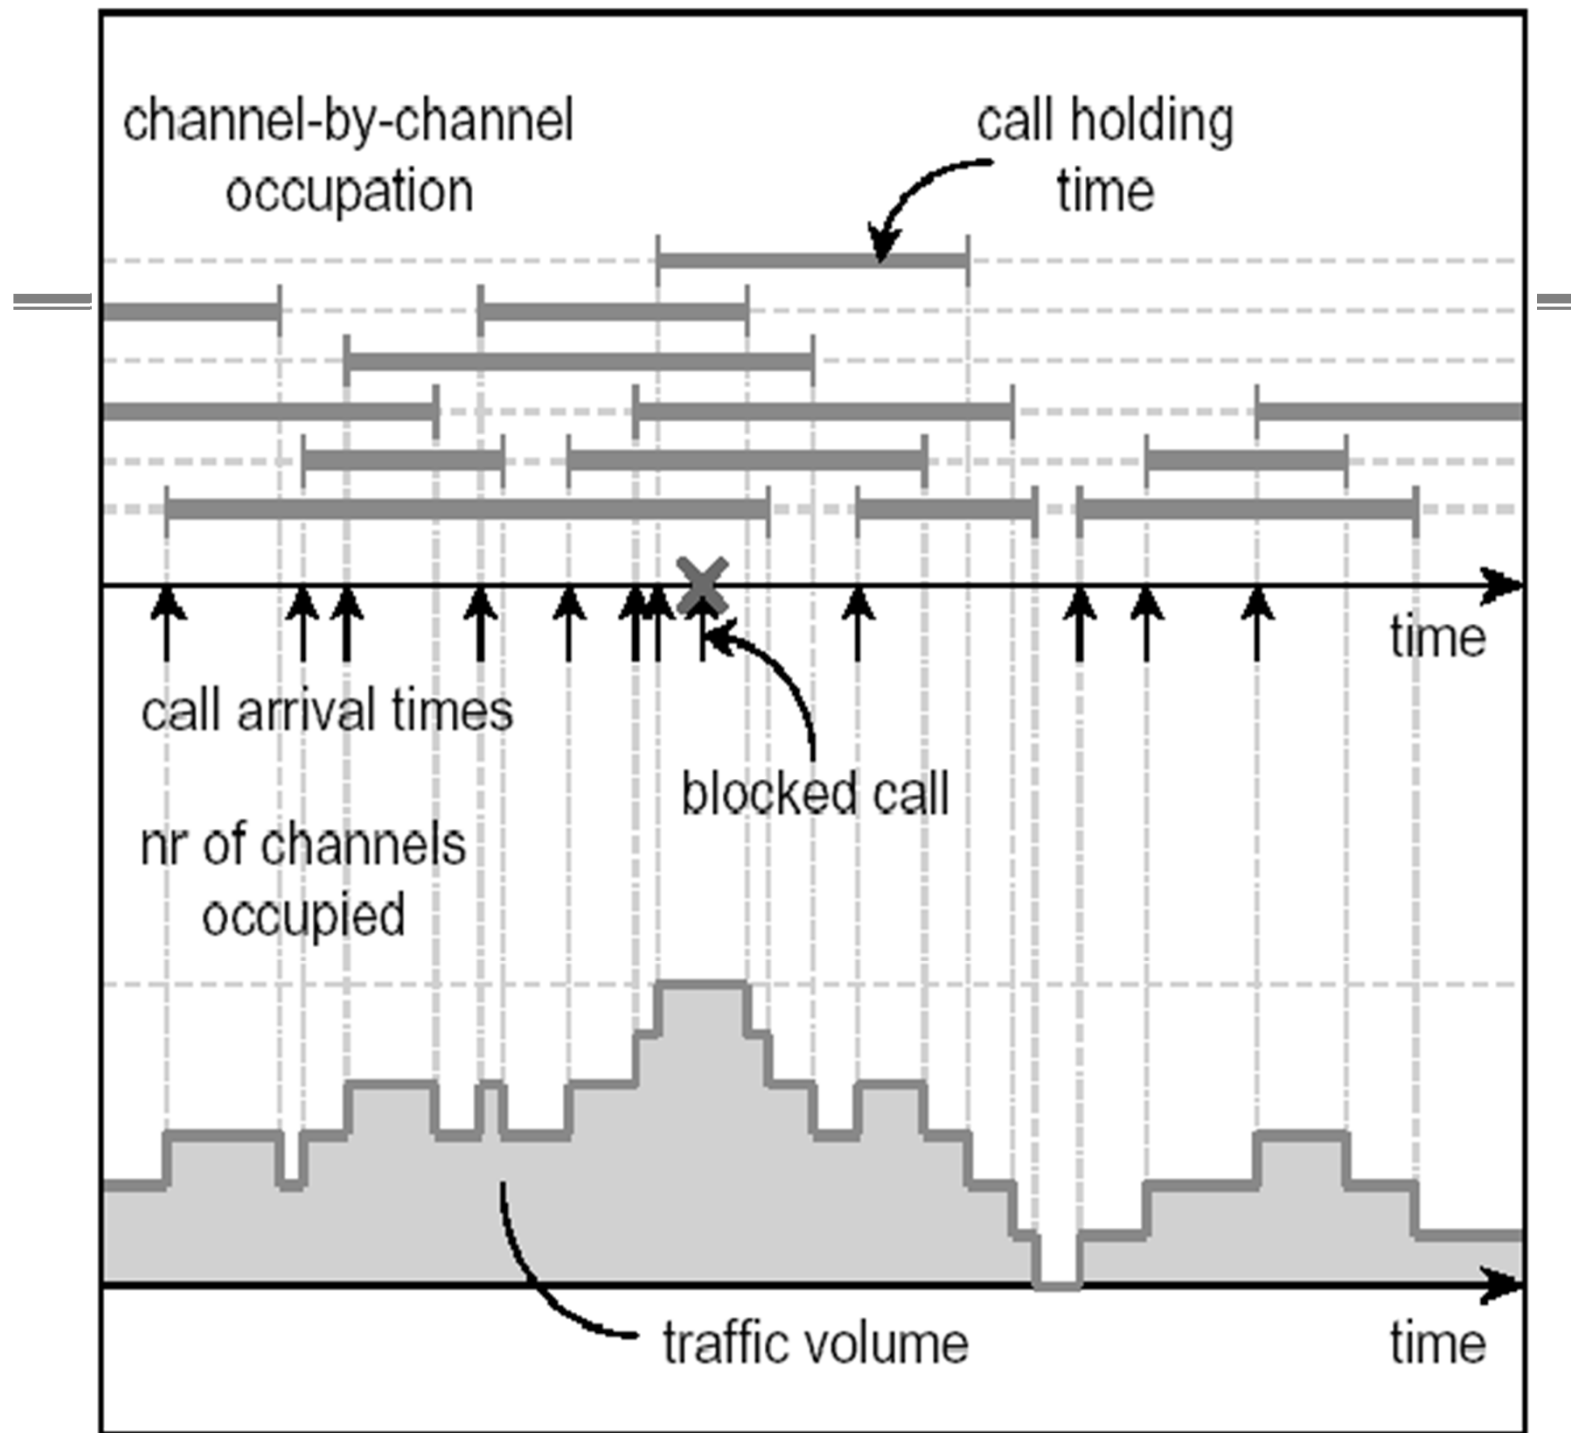 channel-by-channel
occupation
call holding
time
time
call arrival times
blocked call
nr of channels
occupied
traffic volume
time